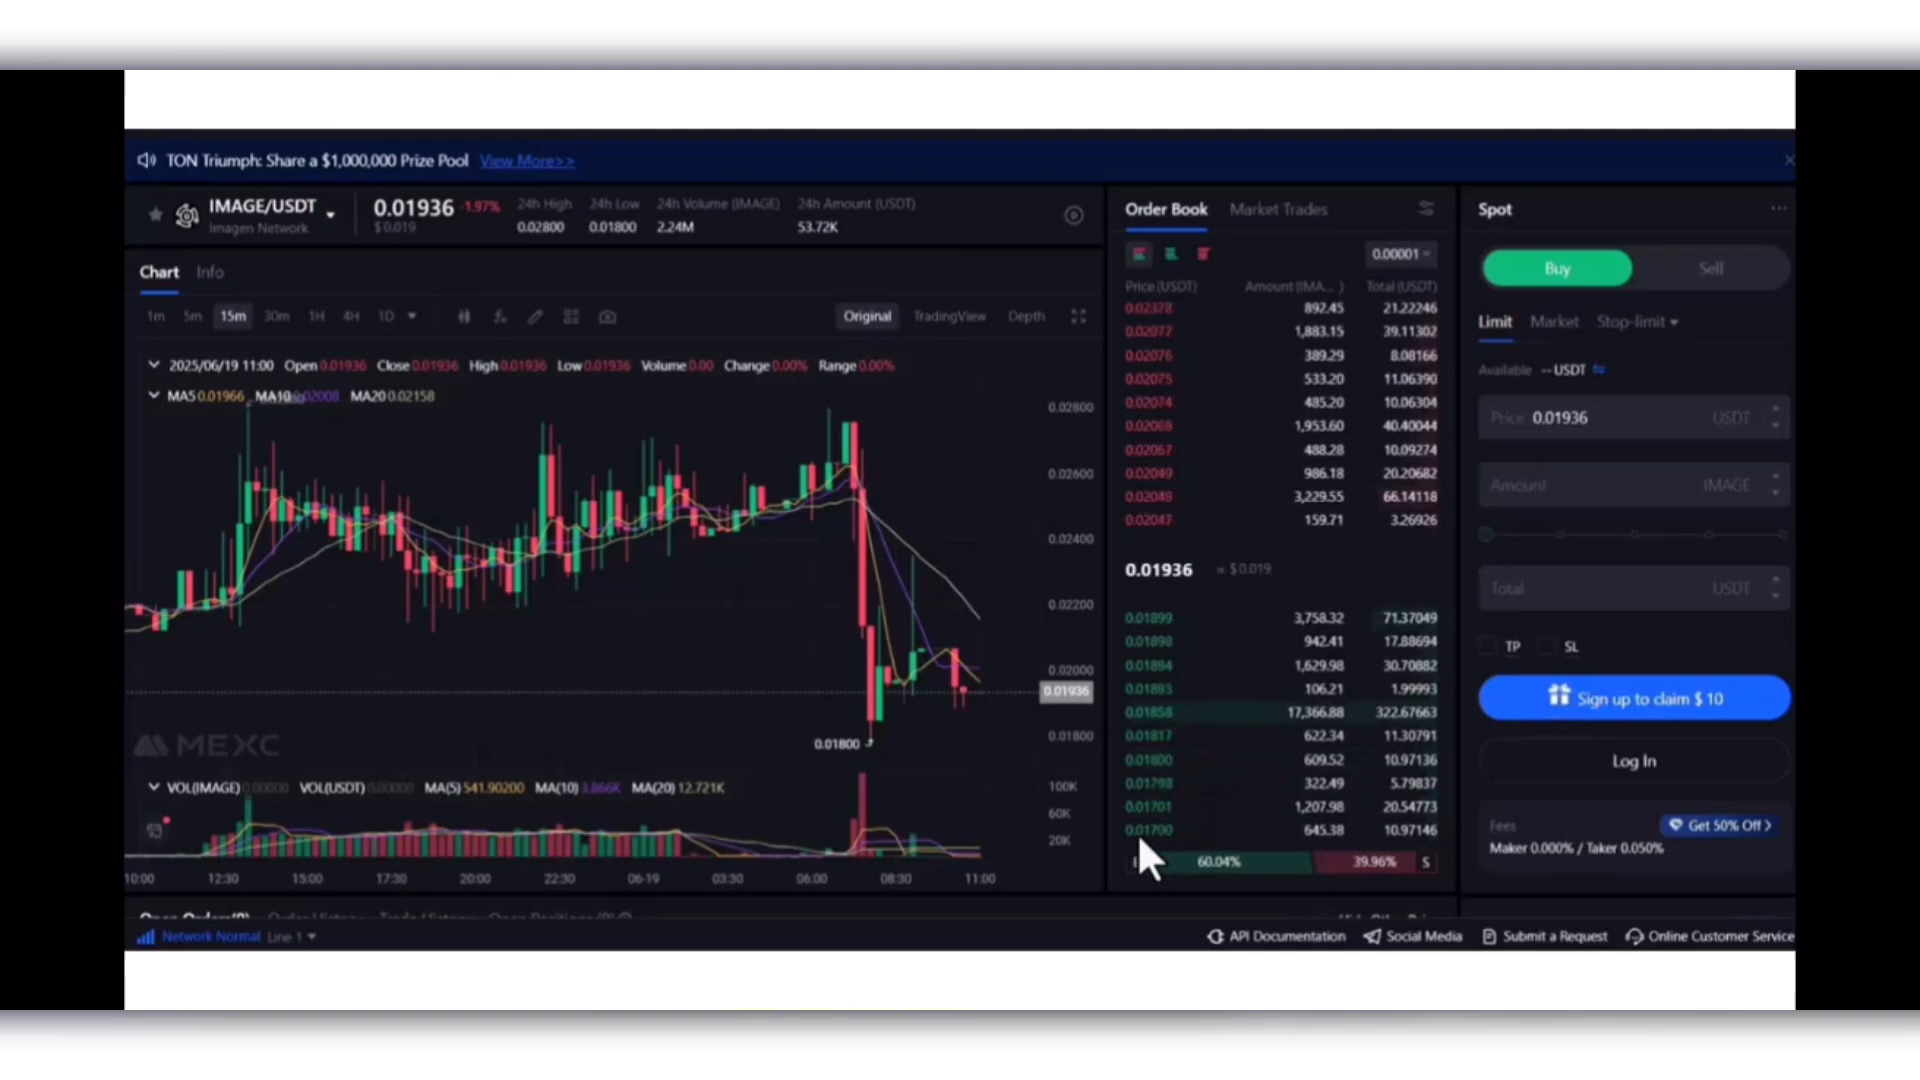 TON Triumph: Share a $1,000,000 Prize Pool View More>>
IMAGE/USDT
Imagen Network
0.01936 -1.97%
$0.019
24h High
0.02800
24h Low
0.01800
24h Volume (IMAGE)
2.24M
24h Amount (USDT)
53.72K
Chart Info
1m 5m 15m 30m 1H 4H 1D
Original TradingView Depth
2025/06/19 11:00 Open 0.01936 Close 0.01936 High 0.01936 Low 0.01936 Volume 0.00 Change 0.00% Range 0.00%
MA5 0.01966 MA10 0.02008 MA20 0.02158
0.02800
0.02600
0.02400
0.02200
0.02000
0.01936
0.01800
0.01800
MEXC
VOL(IMAGE) 0.00000 VOL(USDT) 0.00000 MA(5) 541.90200 MA(10) 3.866K MA(20) 12.721K
100K
60K
20K
10:00 12:30 15:00 17:30 20:00 22:30 06-19 03:30 06:00 08:30 11:00
Order Book Market Trades
0.00001
Price (USDT) Amount (IMA... ) Total (USDT)
0.02378 892.45 21.22246
0.02077 1,883.15 39.11302
0.02076 389.29 8.08166
0.02075 533.20 11.06390
0.02074 485.20 10.06304
0.02068 1,953.60 40.40044
0.02067 488.28 10.09274
0.02049 986.18 20.20682
0.02048 3,229.55 66.14118
0.02047 159.71 3.26926
0.01936 ≈ $0.019
0.01899 3,758.32 71.37049
0.01898 942.41 17.88694
0.01894 1,629.98 30.70882
0.01883 106.21 1.99993
0.01858 17,366.88 322.67663
0.01817 622.34 11.30791
0.01800 609.52 10.97136
0.01798 322.49 5.79837
0.01701 1,207.98 20.54773
0.01700 645.38 10.97146
60.04% 39.96% S
Spot
Buy Sell
Limit Market Stop-limit
Available -- USDT
Price 0.01936 USDT
Amount IMAGE
Total USDT
TP SL
Sign up to claim $ 10
Log In
Fees Get 50% Off >
Maker 0.000% / Taker 0.050%
Network Normal Line 1
API Documentation Social Media Submit a Request Online Customer Service